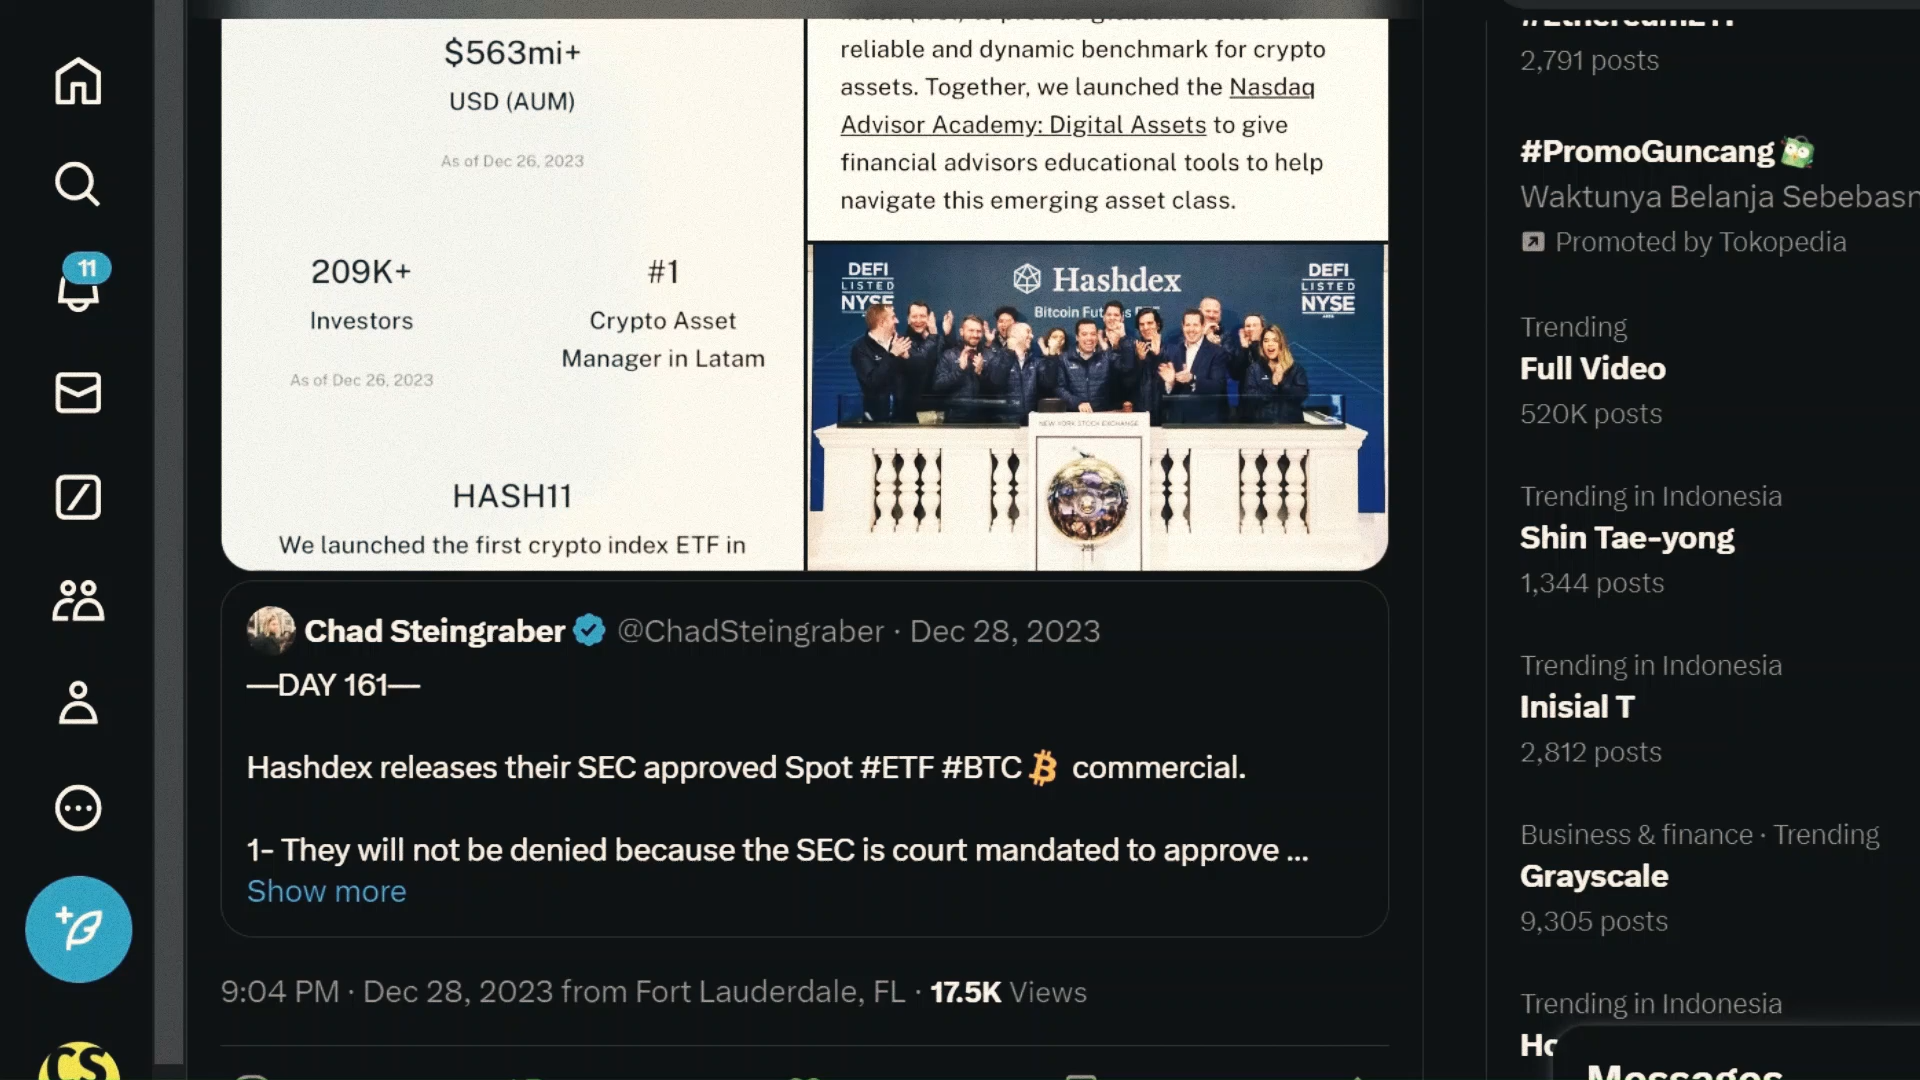 11
$563mi+
USD (AUM)
As of Dec 26, 2023
209K+
Investors
As of Dec 26, 2023
#1
Crypto Asset
Manager in Latam
HASH11
We launched the first crypto index ETF in
reliable and dynamic benchmark for crypto
assets. Together, we launched the Nasdaq
Advisor Academy: Digital Assets to give
financial advisors educational tools to help
navigate this emerging asset class.
DEFI
LISTED
NYSE
Hashdex
Bitcoin
DEFI
LISTED
NYSE
NEW YORK STOCK EXCHANGE
Chad Steingraber @ChadSteingraber · Dec 28, 2023
—DAY 161—
Hashdex releases their SEC approved Spot #ETF #BTC commercial.
1- They will not be denied because the SEC is court mandated to approve ...
Show more
9:04 PM · Dec 28, 2023 from Fort Lauderdale, FL · 17.5K Views
CS
#EthereumETF
2,791 posts
#PromoGuncang
Waktunya Belanja
Promoted by Tokopedia
Trending
Full Video
520K posts
Trending in Indonesia
Shin Tae-yong
1,344 posts
Trending in Indonesia
Inisial T
2,812 posts
Business & finance · Trending
Grayscale
9,305 posts
Trending in Indonesia
Messages